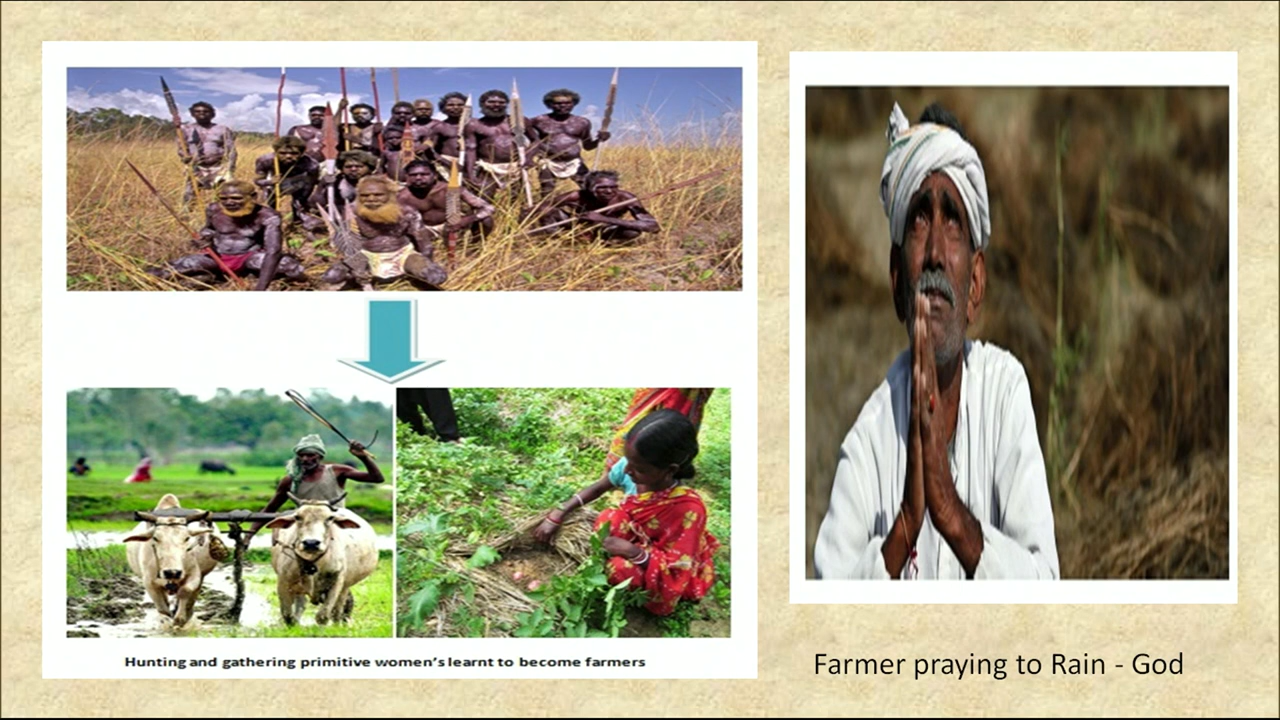 Hunting and gathering primitive women's learnt to become farmers
Farmer praying to Rain - God